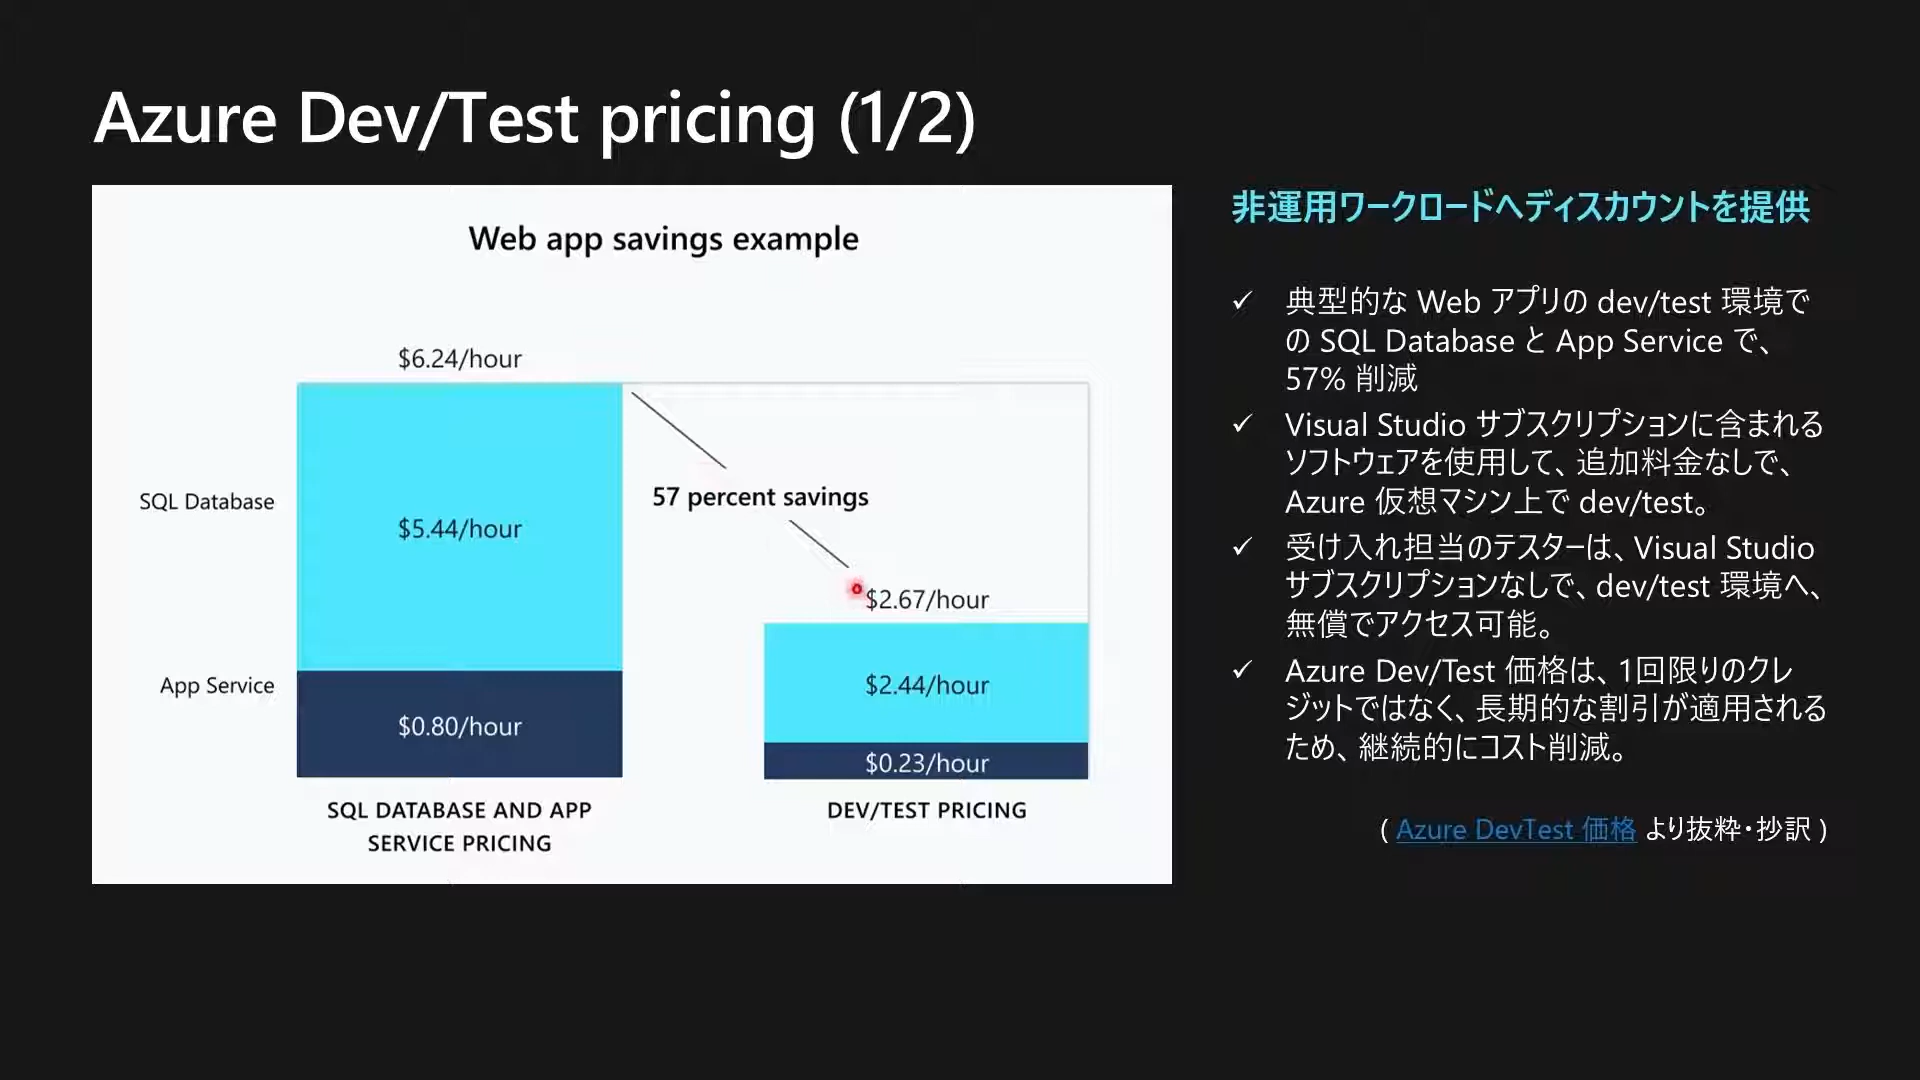 Azure Dev/Test pricing (1/2)
Web app savings example
$6.24/hour
SQL Database
$5.44/hour
57 percent savings
$2.67/hour
App Service
$0.80/hour
$2.44/hour
$0.23/hour
SQL DATABASE AND APP
SERVICE PRICING
DEV/TEST PRICING
非運用ワークロードへディスカウントを提供
✓ 典型的な Web アプリの dev/test 環境で
の SQL Database と App Service で、
57% 削減
✓ Visual Studio サブスクリプションに含まれる
ソフトウェアを使用して、追加料金なしで、
Azure 仮想マシン上で dev/test。
✓ 受け入れ担当のテスターは、Visual Studio
サブスクリプションなしで、dev/test 環境へ、
無償でアクセス可能。
✓ Azure Dev/Test 価格は、1回限りのクレ
ジットではなく、長期的な割引が適用される
ため、継続的にコスト削減。
( Azure DevTest 価格 より抜粋・抄訳 )